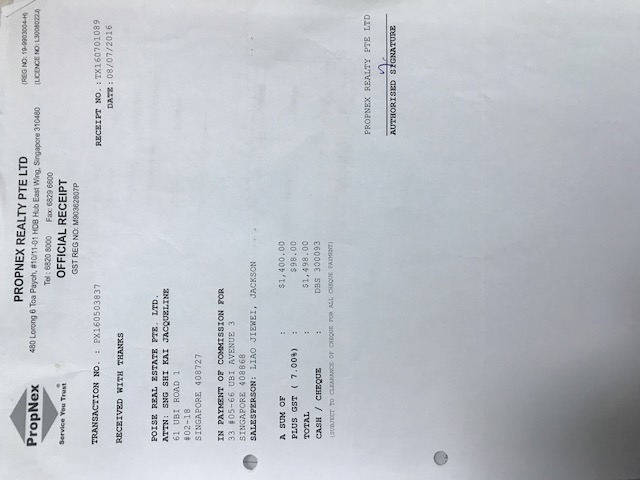 PropNex
Service You Trust
PROPNEX REALTY PTE LTD
480 Lorong 6 Toa Payoh, #10/11-01 HDB Hub East Wing, Singapore 310480
Tel : 6820 8000 Fax: 6829 6600
(REG NO: 19-9903004-H)
(LICENCE NO: L3008022J)
OFFICIAL RECEIPT
GST REG NO: M90362807P
TRANSACTION NO. : PX160503837
RECEIPT NO. : TX160701089
DATE : 08/07/2016
RECEIVED WITH THANKS
POISE REAL ESTATE PTE. LTD.
ATTN: SNG SHI KAI JACQUELINE
61 UBI ROAD 1
#02-18
SINGAPORE 408727
IN PAYMENT OF COMMISSION FOR
33 #05-66 UBI AVENUE 3
SINGAPORE 408868
SALESPERSON: LIAO JIEWEI, JACKSON
A SUM OF : $1,400.00
PLUS GST ( 7.00%) : $98.00
TOTAL : $1,498.00
CASH / CHEQUE : DBS 300093
(SUBJECT TO CLEARANCE OF CHEQUE FOR ALL CHEQUE PAYMENT)
PROPNEX REALTY PTE LTD
AUTHORISED SIGNATURE